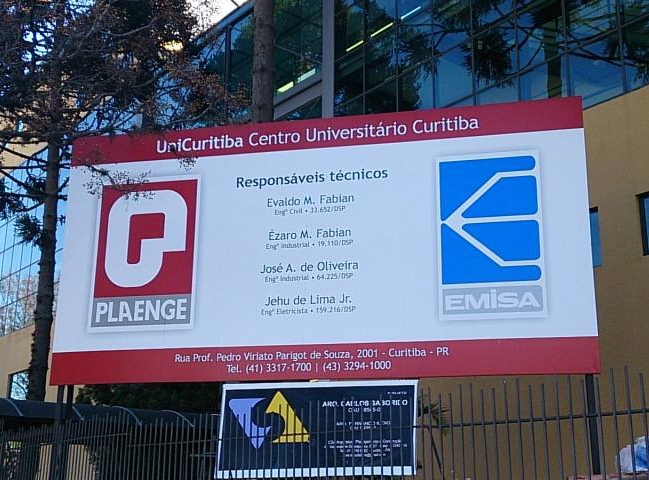 UniCuritiba Centro Universitário Curitiba
Responsáveis técnicos
Evaldo M. Fabian
Engº Civil • 33.652/DSP
Ézaro M. Fabian
Engº Industrial • 19.110/DSP
José A. de Oliveira
Engº Industrial • 64.225/DSP
Jehu de Lima Jr.
Engº Eletricista • 159.216/DSP
PLAENGE
EMISA
Rua Prof. Pedro Viriato Parigot de Souza, 2001 - Curitiba - PR
Tel. (41) 3317-1700 | (43) 3294-1000
ARQ. CARLOS